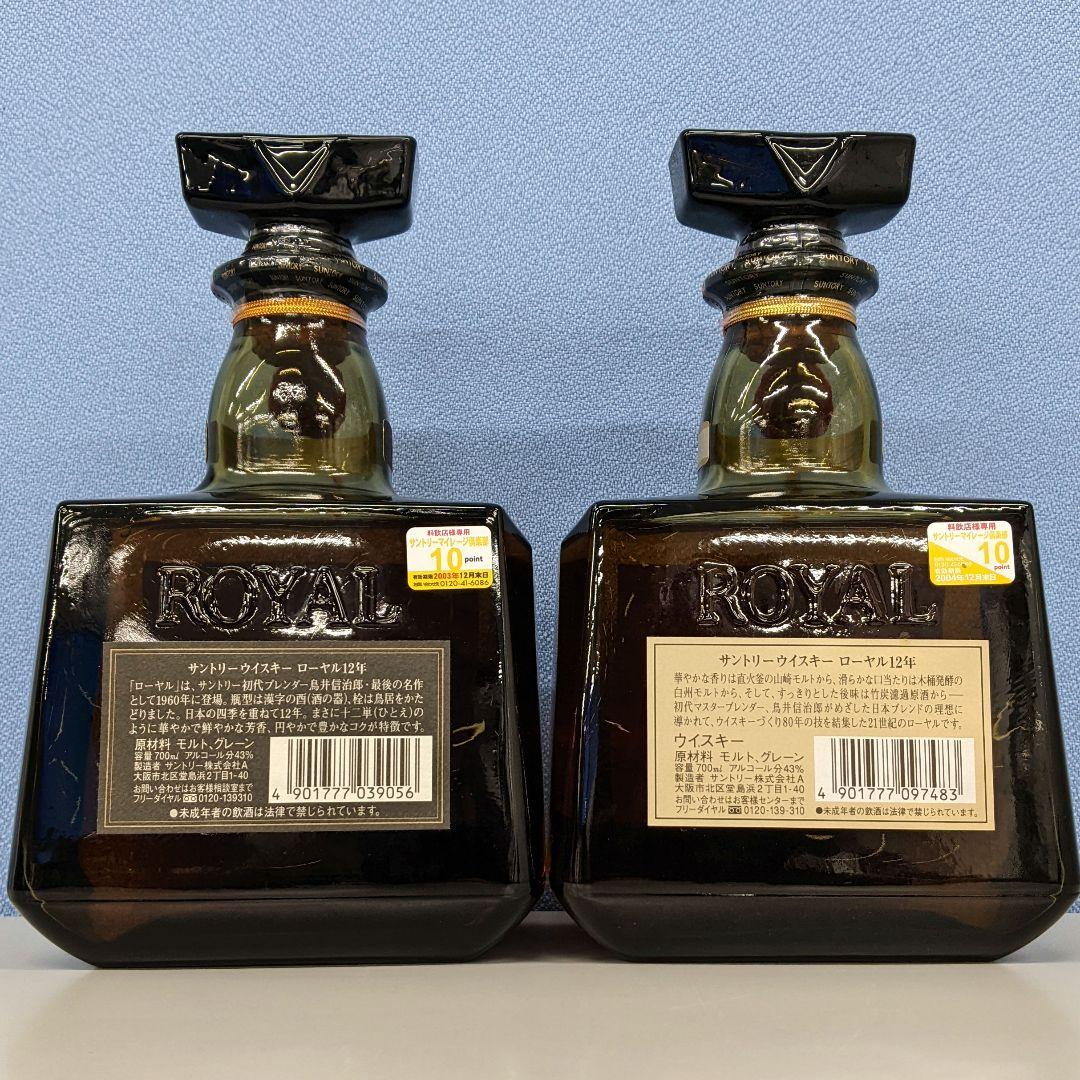 SUNTORY SUNTORY
SUNTORY SUNTORY SUNTORY
料飲店様専用
サントリーマイレージ倶楽部
10 point
有効期限 2003年12月末日
0120-41-6086
ROYAL
サントリーウイスキー ローヤル12年
「ローヤル」は、サントリー初代ブレンダー鳥井信治郎・最後の名作
として1960年に登場。瓶型は漢字の酉(酒の器)、栓は鳥居をかた
どりました。日本の四季を重ねて12年。まさに十二単(ひとえ)の
ように華やかで鮮やかな芳香、円やかで豊かなコクが特徴です。
原材料 モルト、グレーン
容量 700ml アルコール分43%
製造者 サントリー株式会社A
大阪市北区堂島浜2丁目1-40
お問い合わせはお客様相談室まで
フリーダイヤル 0120-139310
4 901777 039056
●未成年者の飲酒は法律で禁じられています。
SUNTORY
SUNTORY SUNTORY SUNTORY
料飲店様専用
サントリーマイレージ倶楽部
10 point
有効期限
2004年12月末日
ROYAL
サントリーウイスキー ローヤル12年
華やかな香りは直火釜の山崎モルトから、滑らかな口当たりは木桶発酵の
白州モルトから、そして、すっきりとした後味は竹炭濾過原酒から――
初代マスターブレンダー、鳥井信治郎がめざした日本ブレンドの理想に
導かれて、ウイスキーづくり80年の技を結集した21世紀のローヤルです。
ウイスキー
原材料 モルト、グレーン
容量 700ml アルコール分43%
製造者 サントリー株式会社A
大阪市北区堂島浜2丁目1-40
お問い合わせはお客様センターまで
フリーダイヤル 0120-139-310
4 901777 097483
●未成年者の飲酒は法律で禁じられています。